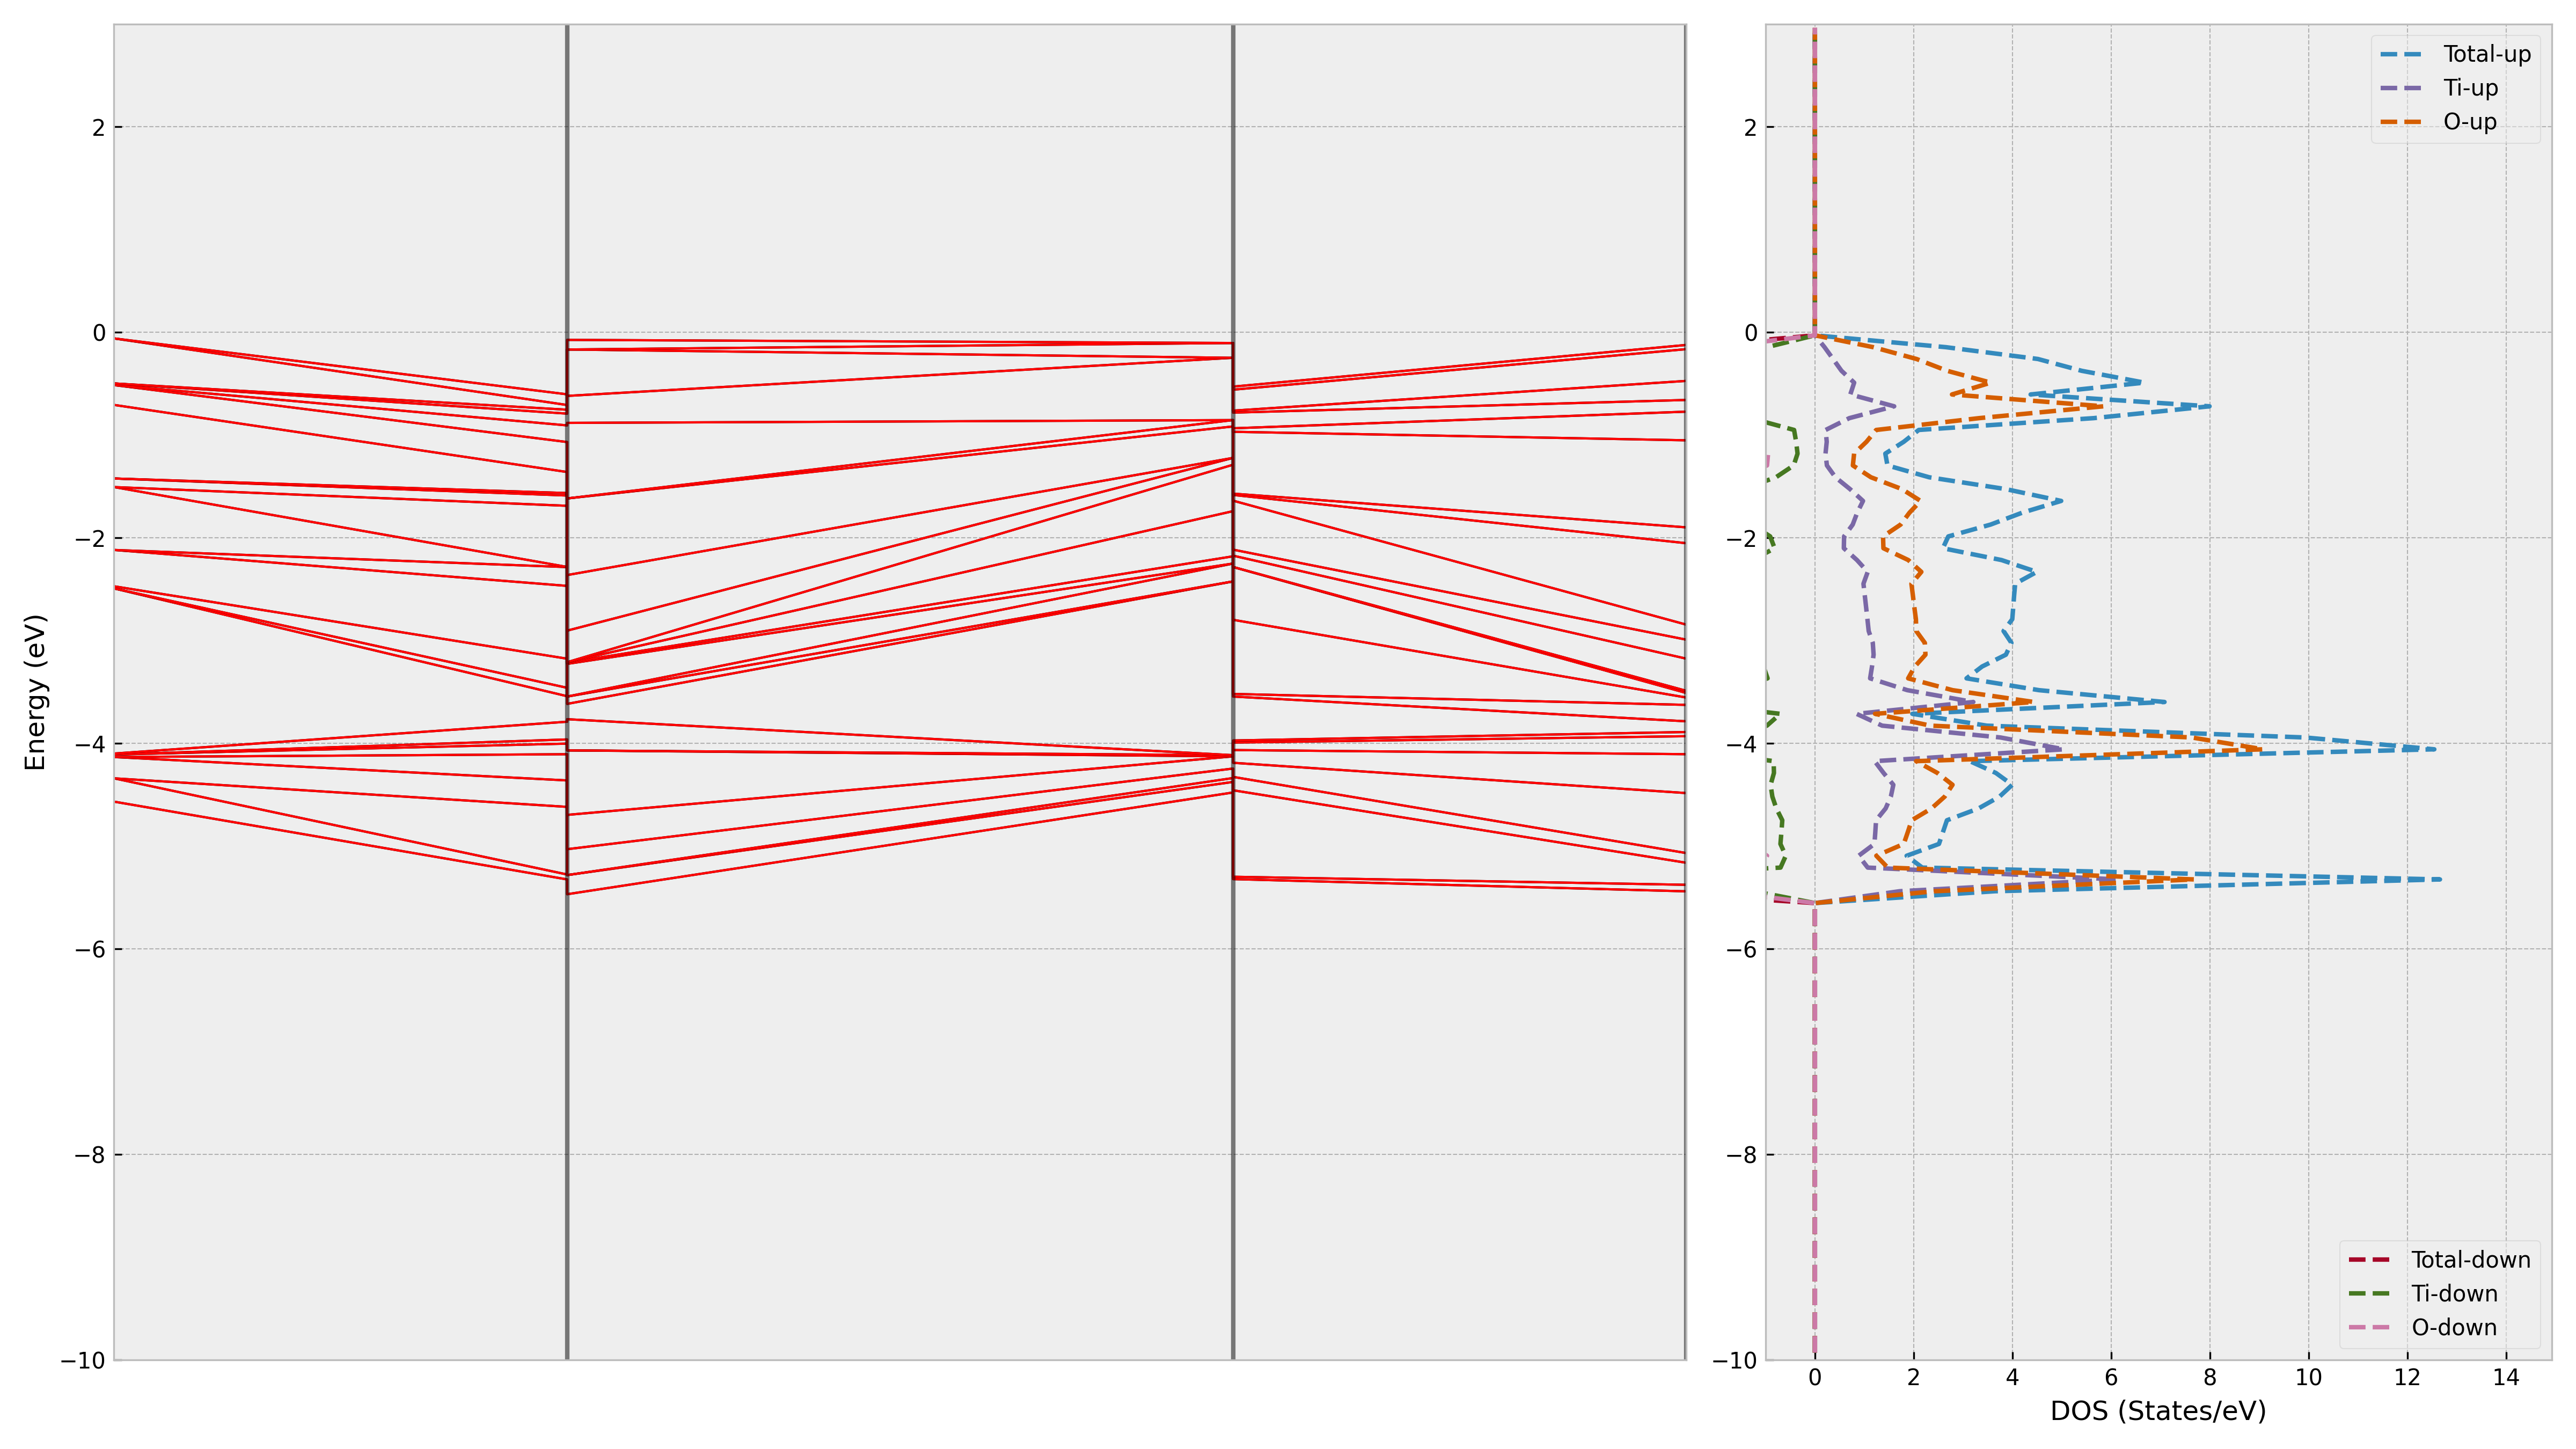 Energy (eV)
2
0
−2
−4
−6
−8
−10
2
0
−2
−4
−6
−8
−10
Total-up
Ti-up
O-up
Total-down
Ti-down
O-down
0 2 4 6 8 10 12 14
DOS (States/eV)